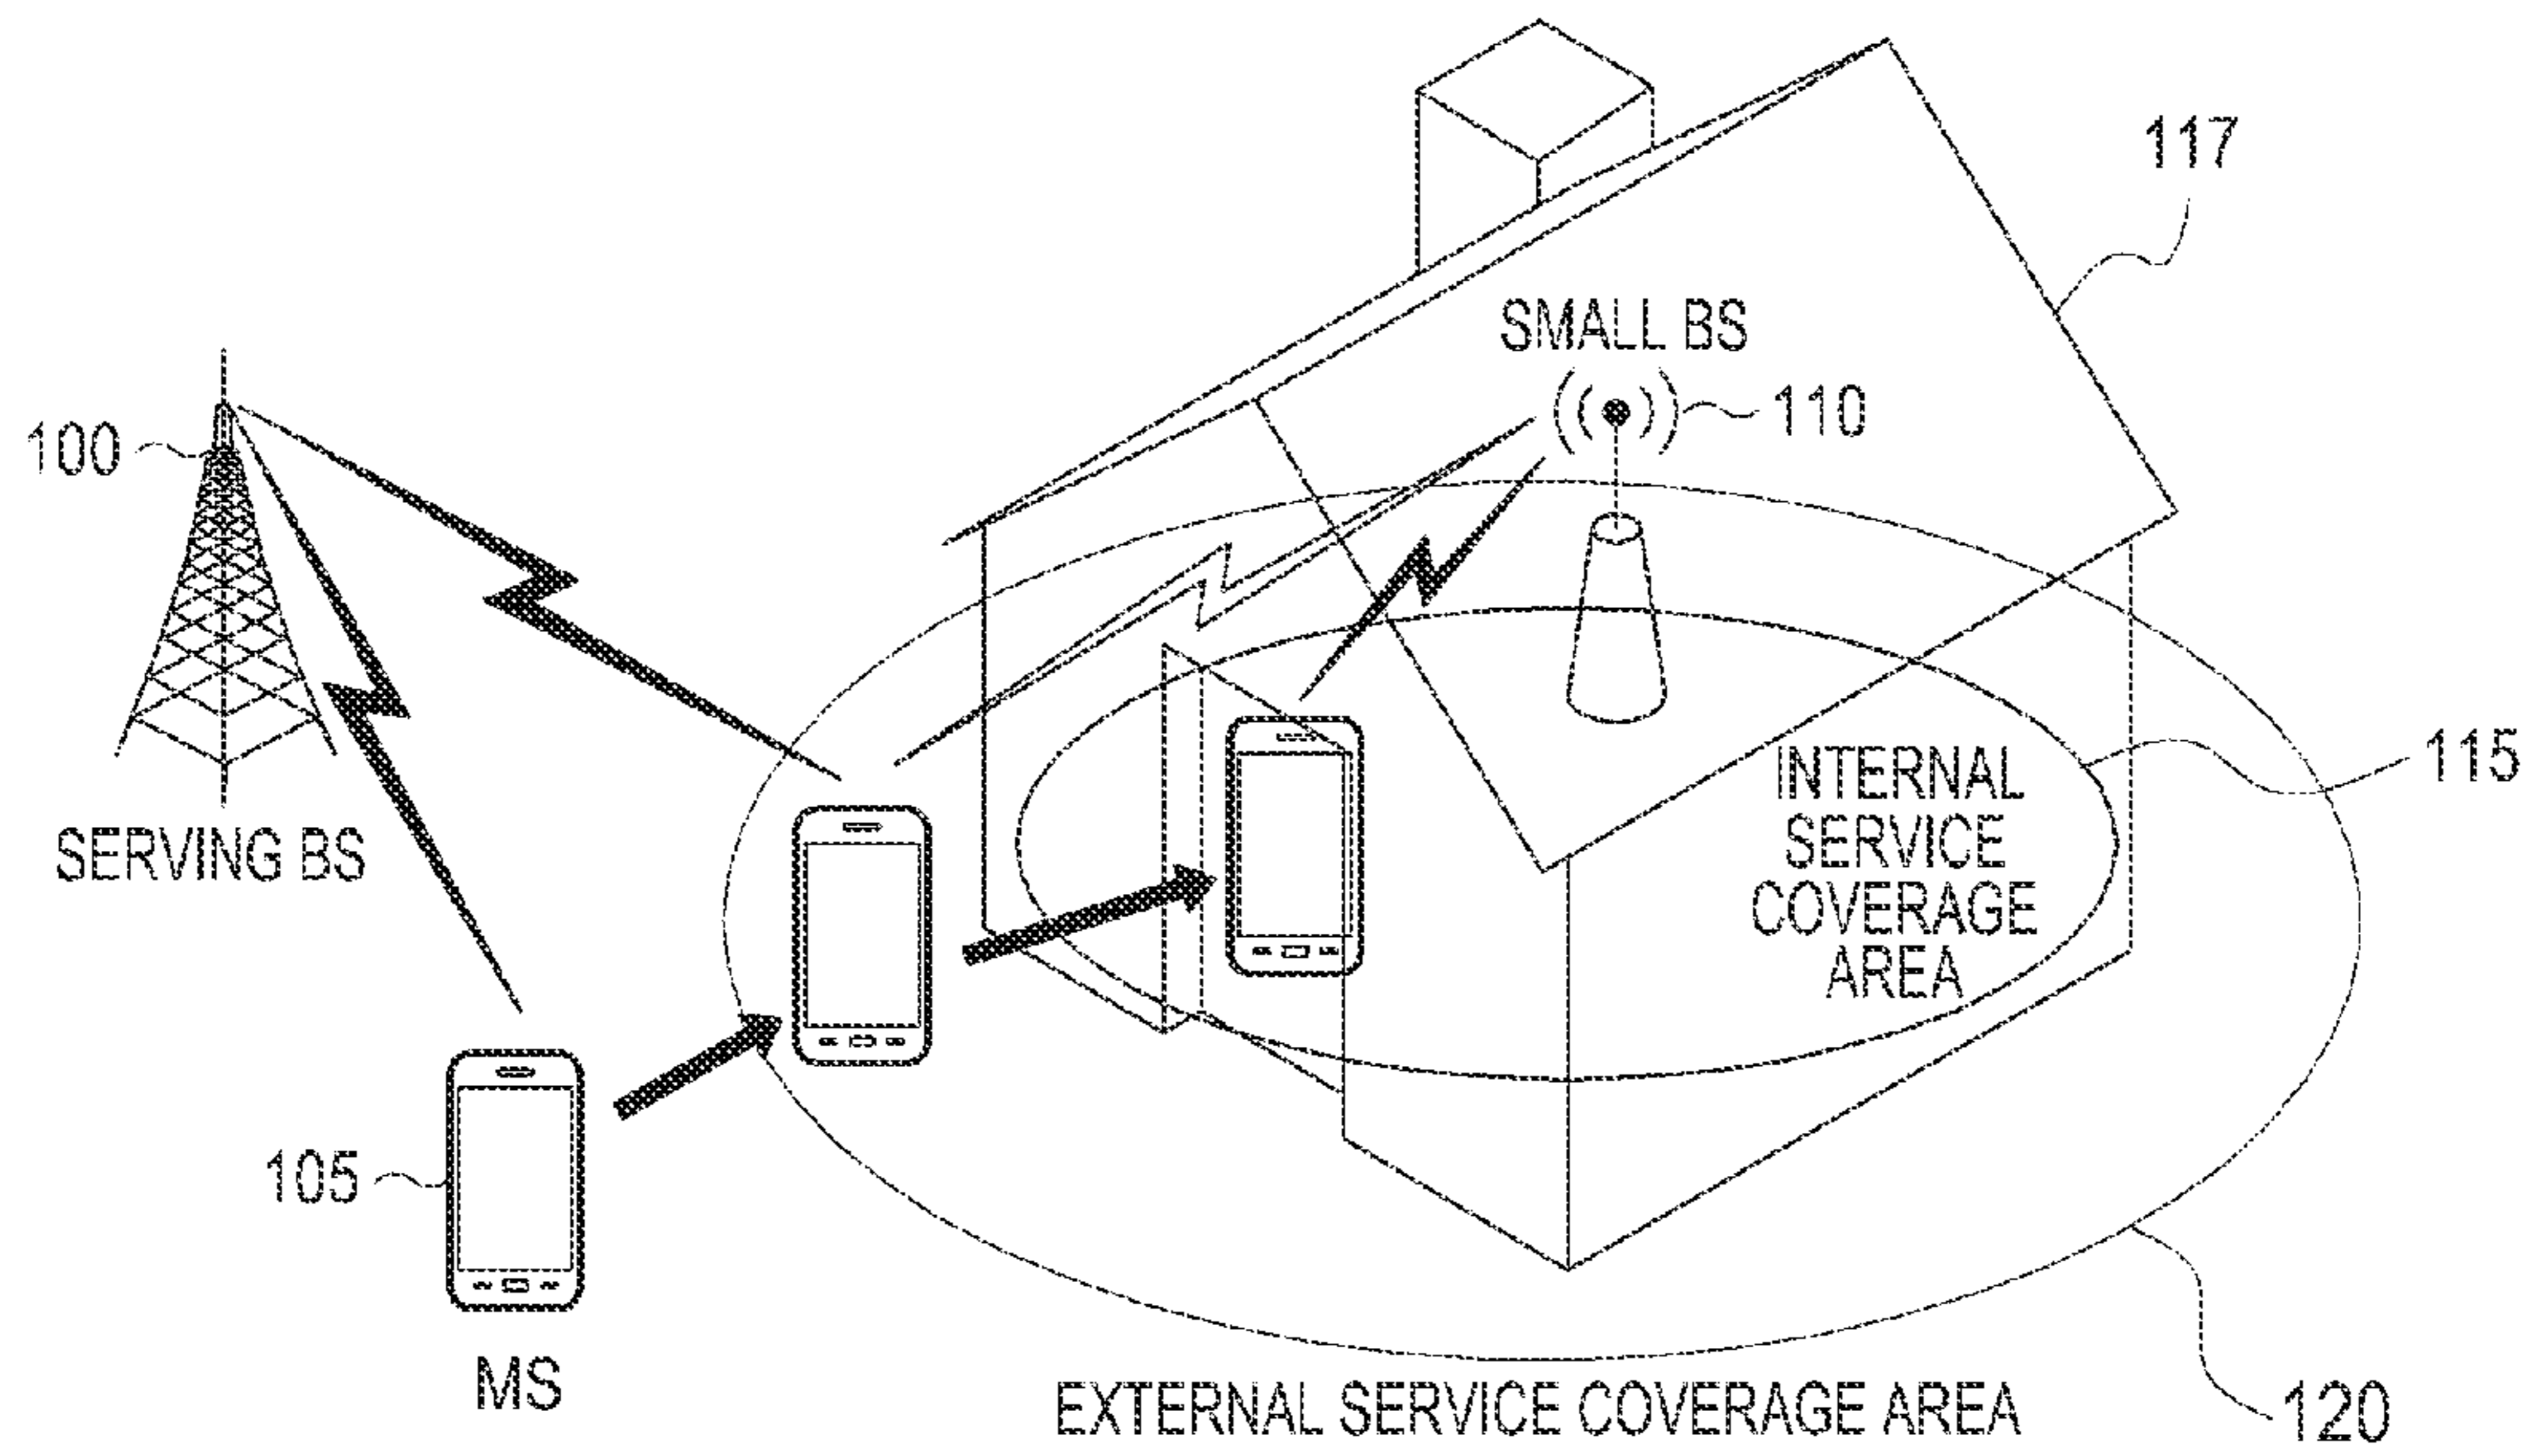 117
SMALL BS
110
100
SERVING BS
INTERNAL
SERVICE
COVERAGE
AREA
115
105
MS
EXTERNAL SERVICE COVERAGE AREA
120